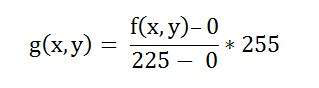 g(x,y) = f(x,y)– 0 / 225 − 0 * 255